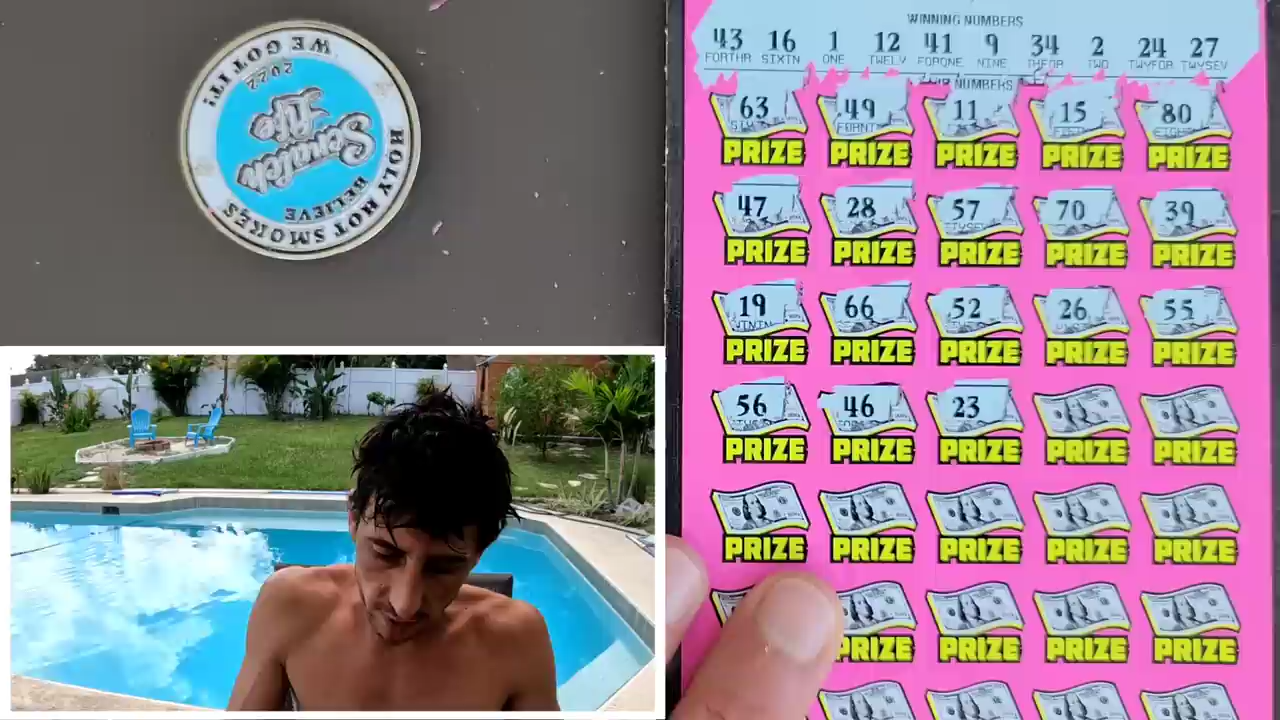 WE GOT IT!
2022
Scratch
Life
BELIEVE
HOLY HOT SMOKES
WINNING NUMBERS
43 16 1 12 41 9 34 2 24 27
FORTHR SIXTN ONE TWELV FORONE NINE THFOR TWO TWYFOR TWYSEV
NUMBERS
63 49 11 15 80
PRIZE PRIZE PRIZE PRIZE PRIZE
47 28 57 70 39
PRIZE PRIZE PRIZE PRIZE PRIZE
19 66 52 26 55
PRIZE PRIZE PRIZE PRIZE PRIZE
56 46 23
PRIZE PRIZE PRIZE PRIZE PRIZE
PRIZE PRIZE PRIZE PRIZE PRIZE
PRIZE PRIZE PRIZE PRIZE